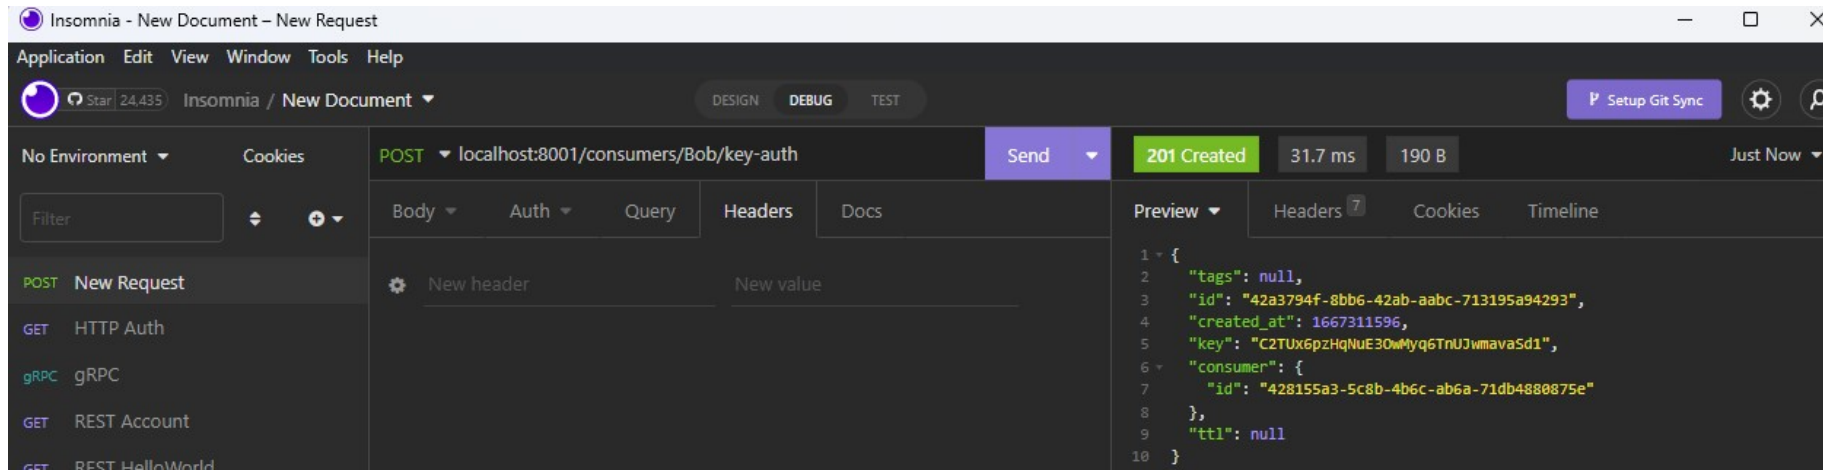 Insomnia - New Document – New Request
Application Edit View Window Tools Help
Star 24,435 Insomnia / New Document DESIGN DEBUG TEST Setup Git Sync
No Environment Cookies POST localhost:8001/consumers/Bob/key-auth Send 201 Created 31.7 ms 190 B Just Now
Filter Body Auth Query Headers Docs Preview Headers 7 Cookies Timeline
POST New Request
GET HTTP Auth
gRPC gRPC
GET REST Account
GET REST HelloWorld
New header New value
1 {
2 "tags": null,
3 "id": "42a3794f-8bb6-42ab-aabc-713195a94293",
4 "created_at": 1667311596,
5 "key": "C2TUx6pzHqNuE3OwMyq6TnUJwmavaSd1",
6 "consumer": {
7 "id": "428155a3-5c8b-4b6c-ab6a-71db4880875e"
8 },
9 "ttl": null
10 }